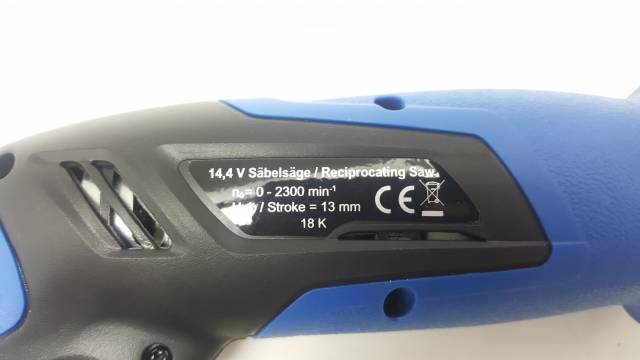 14,4 V Säbelsäge / Reciprocating Saw
n₀= 0 - 2300 min⁻¹
/ Stroke = 13 mm
18 K
CE